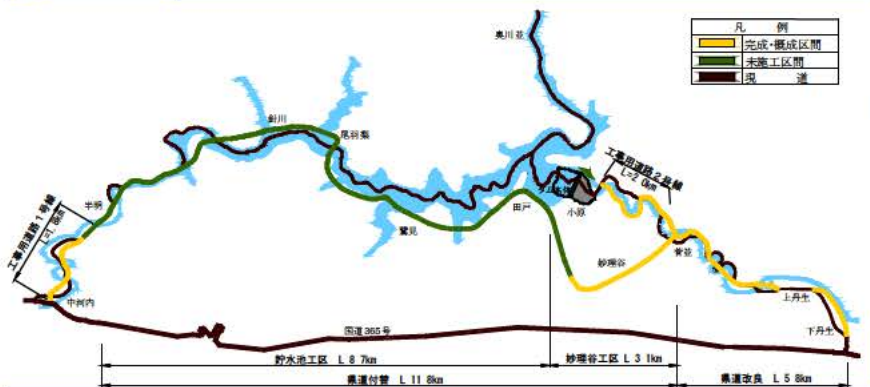 凡 例
完成・概成区間
未施工区間
現 道
奥川並
針川
尾羽梨
工事用道路2号線
L=2.0km
半明
工事用道路1号線
田戸
小原
鷲見
妙理谷
菅並
中河内
上丹生
下丹生
国道365号
貯水池工区 L 8 7km
妙理谷工区 L 3 1km
県道付替 L 11 8km
県道改良 L 5 8km